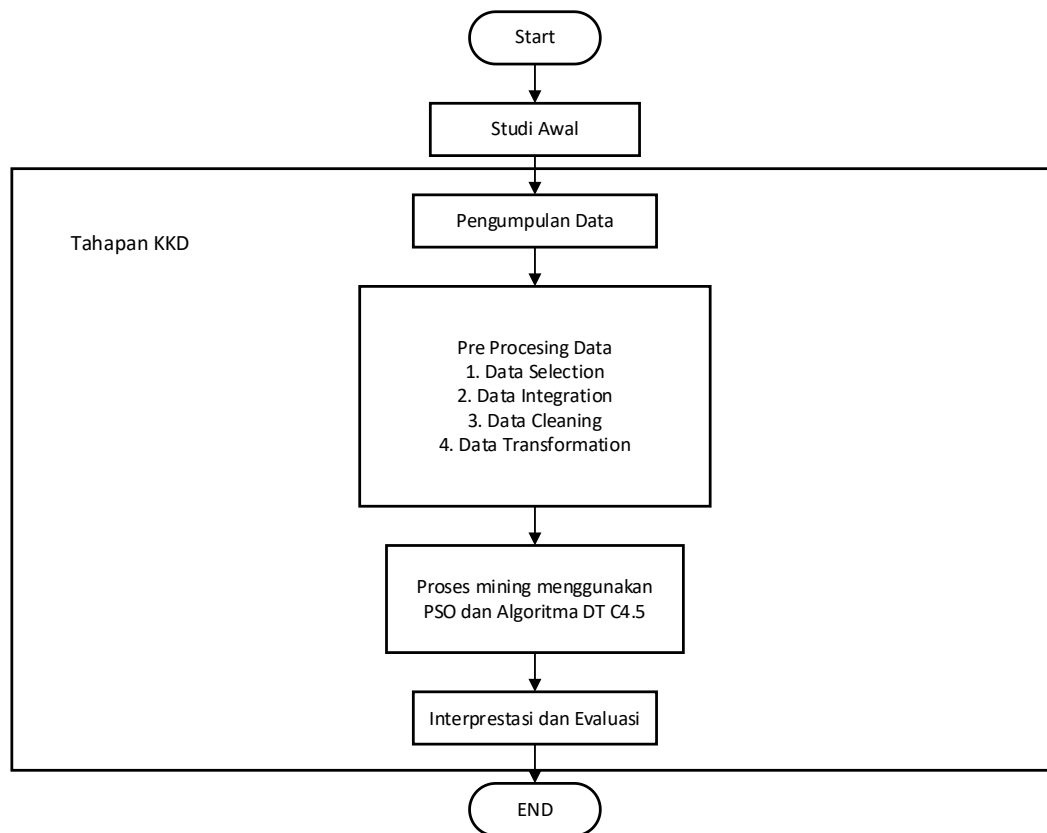 Start
Studi Awal
Tahapan KKD
Pengumpulan Data
Pre Procesing Data
1. Data Selection
2. Data Integration
3. Data Cleaning
4. Data Transformation
Proses mining menggunakan
PSO dan Algoritma DT C4.5
Interprestasi dan Evaluasi
END